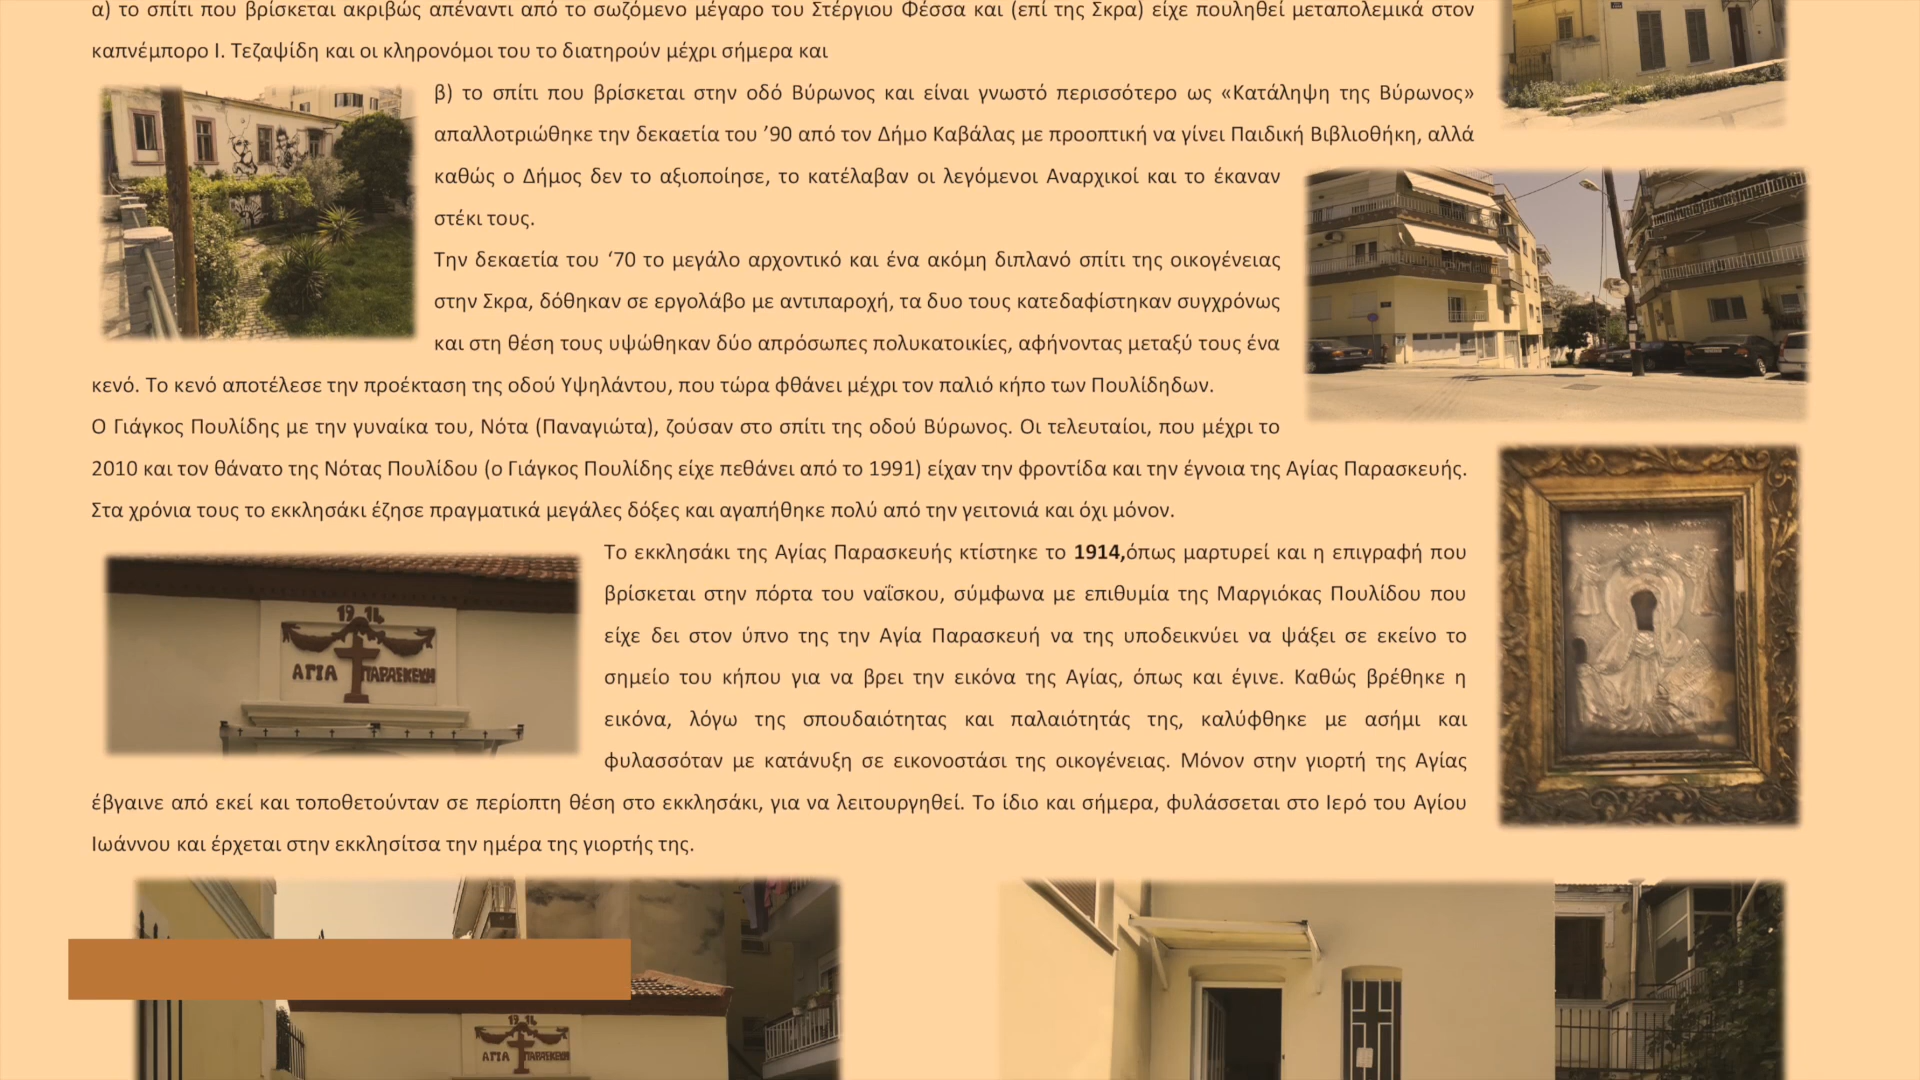 α) το σπίτι που βρίσκεται ακριβώς απέναντι από το σωζόμενο μέγαρο του Στέργιου Φέσσα και (επί της Σκρα) είχε πουληθεί μεταπολεμικά στον
καπνέμπορο Ι. Τεζαψίδη και οι κληρονόμοι του το διατηρούν μέχρι σήμερα και
β) το σπίτι που βρίσκεται στην οδό Βύρωνος και είναι γνωστό περισσότερο ως «Κατάληψη της Βύρωνος»
απαλλοτριώθηκε την δεκαετία του ’90 από τον Δήμο Καβάλας με προοπτική να γίνει Παιδική Βιβλιοθήκη, αλλά
καθώς ο Δήμος δεν το αξιοποίησε, το κατέλαβαν οι λεγόμενοι Αναρχικοί και το έκαναν
στέκι τους.
Την δεκαετία του ‘70 το μεγάλο αρχοντικό και ένα ακόμη διπλανό σπίτι της οικογένειας
στην Σκρα, δόθηκαν σε εργολάβο με αντιπαροχή, τα δυο τους κατεδαφίστηκαν συγχρόνως
και στη θέση τους υψώθηκαν δύο απρόσωπες πολυκατοικίες, αφήνοντας μεταξύ τους ένα
κενό. Το κενό αποτέλεσε την προέκταση της οδού Υψηλάντου, που τώρα φθάνει μέχρι τον παλιό κήπο των Πουλίδηδων.
Ο Γιάγκος Πουλίδης με την γυναίκα του, Νότα (Παναγιώτα), ζούσαν στο σπίτι της οδού Βύρωνος. Οι τελευταίοι, που μέχρι το
2010 και τον θάνατο της Νότας Πουλίδου (ο Γιάγκος Πουλίδης είχε πεθάνει από το 1991) είχαν την φροντίδα και την έγνοια της Αγίας Παρασκευής.
Στα χρόνια τους το εκκλησάκι έζησε πραγματικά μεγάλες δόξες και αγαπήθηκε πολύ από την γειτονιά και όχι μόνον.
Το εκκλησάκι της Αγίας Παρασκευής κτίστηκε το 1914,όπως μαρτυρεί και η επιγραφή που
βρίσκεται στην πόρτα του ναΐσκου, σύμφωνα με επιθυμία της Μαργιόκας Πουλίδου που
είχε δει στον ύπνο της την Αγία Παρασκευή να της υποδεικνύει να ψάξει σε εκείνο το
σημείο του κήπου για να βρει την εικόνα της Αγίας, όπως και έγινε. Καθώς βρέθηκε η
εικόνα, λόγω της σπουδαιότητας και παλαιότητάς της, καλύφθηκε με ασήμι και
φυλασσόταν με κατάνυξη σε εικονοστάσι της οικογένειας. Μόνον στην γιορτή της Αγίας
έβγαινε από εκεί και τοποθετούνταν σε περίοπτη θέση στο εκκλησάκι, για να λειτουργηθεί. Το ίδιο και σήμερα, φυλάσσεται στο Ιερό του Αγίου
Ιωάννου και έρχεται στην εκκλησίτσα την ημέρα της γιορτής της.
19 14
ΑΓΙΑ ΠΑΡΑΣΚΕΥΗ
19 14
ΑΓΙΑ ΠΑΡΑΣΚΕΥΗ